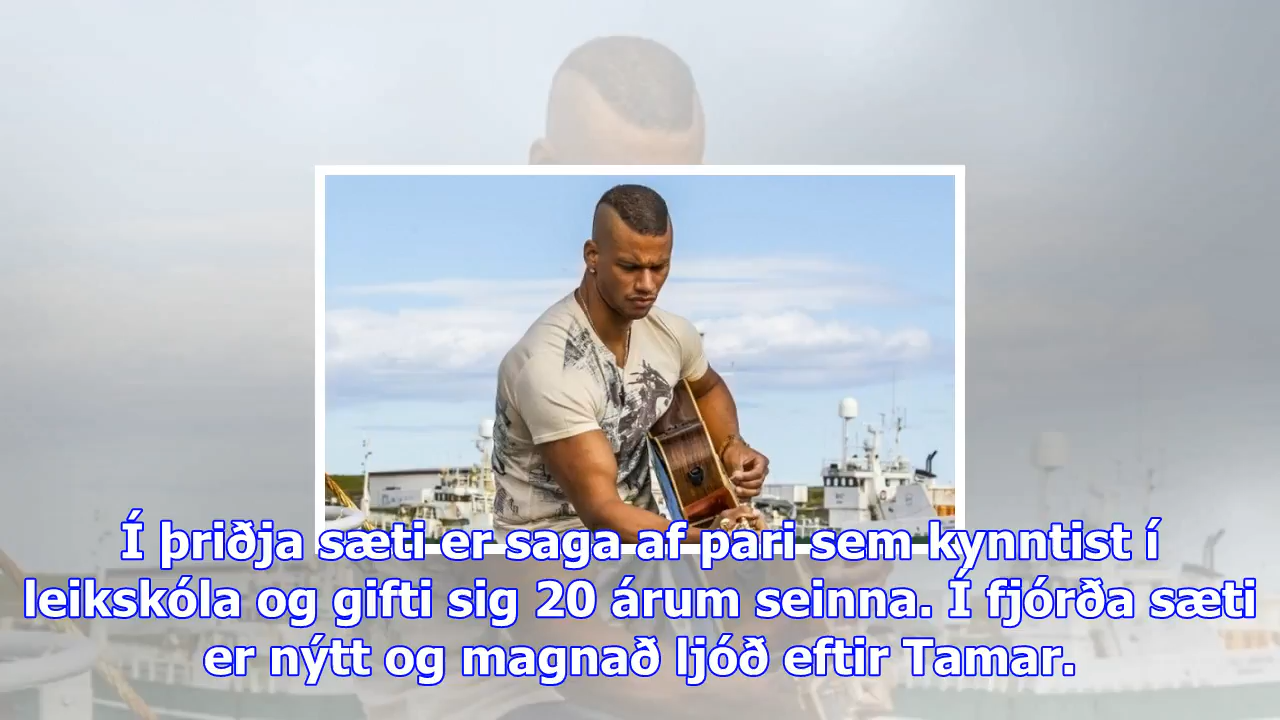 Í þriðja sæti er saga af pari sem kynntist í
leikskóla og gifti sig 20 árum seinna. Í fjórða sæti
er nýtt og magnað ljóð eftir Tamar.